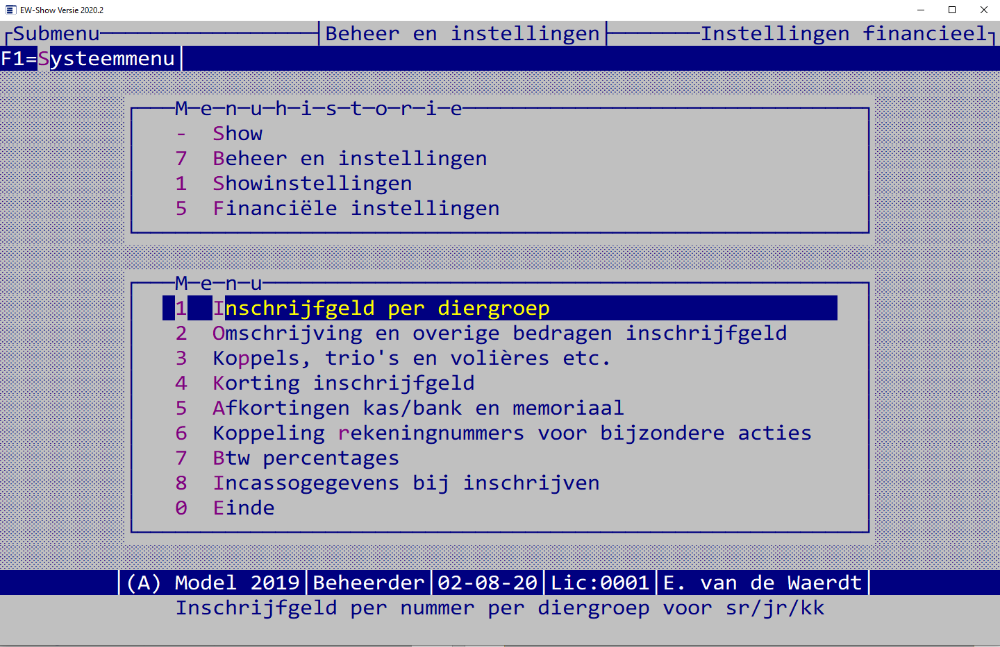 EW-Show Versie 2020.2
Submenu Beheer en instellingen Instellingen financieel
F1=Systeemmenu
Menuhistorie
- Show
7 Beheer en instellingen
1 Showinstellingen
5 Financiële instellingen
Menu
1 Inschrijfgeld per diergroep
2 Omschrijving en overige bedragen inschrijfgeld
3 Koppels, trio's en volières etc.
4 Korting inschrijfgeld
5 Afkortingen kas/bank en memoriaal
6 Koppeling rekeningnummers voor bijzondere acties
7 Btw percentages
8 Incassogegevens bij inschrijven
0 Einde
(A) Model 2019 Beheerder 02-08-20 Lic:0001 E. van de Waerdt
Inschrijfgeld per nummer per diergroep voor sr/jr/kk